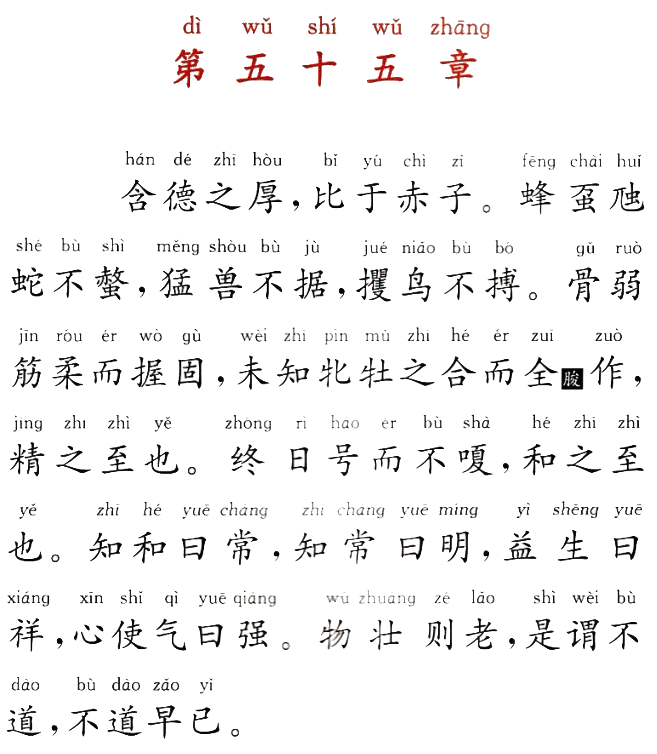 dì wǔ shí wǔ zhāng
第五十五章
hán dé zhī hòu bǐ yú chì zǐ fēng chài huǐ
含德之厚，比于赤子。蜂虿虺
shé bù shì měng shòu bù jù jué niǎo bù bó gǔ ruò
蛇不螫，猛兽不据，攫鸟不搏。骨弱
jīn róu ér wò gù wèi zhī pìn mǔ zhī hé ér zuī zuò
筋柔而握固，未知牝牡之合而全朘作，
jīng zhī zhì yě zhōng rì háo ér bù shà hé zhī zhì
精之至也。终日号而不嗄，和之至
yě zhī hé yuē cháng zhī cháng yuē míng yì shēng yuē
也。知和曰常，知常曰明，益生曰
xiáng xīn shǐ qì yuē qiáng wù zhuàng zé lǎo shì wèi bù
祥，心使气曰强。物壮则老，是谓不
dào bù dào zǎo yǐ
道，不道早已。